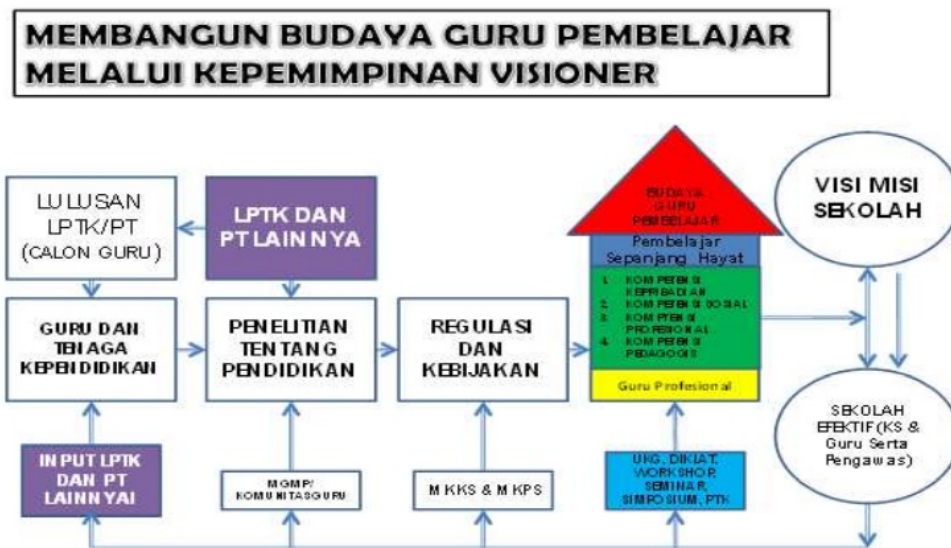 MEMBANGUN BUDAYA GURU PEMBELAJAR
MELALUI KEPEMIMPINAN VISIONER
LULUSAN
LPTK/PT
(CALON GURU)
LPTK DAN
PT LAINNYA
BUDAYA
GURU
PEMBELAJAR
Pembelajar
Sepanjang Hayat
1. KOMPETENSI
KEPRIBADIAN
2. KOMPETENSI SOSIAL
3. KOMPTENSI
PROFESIONAL
4. KOMPETENSI
PEDAGOGIS
Guru Profesional
VISI MISI
SEKOLAH
GURU DAN
TENAGA
KEPENDIDIKAN
PENELITIAN
TENTANG
PENDIDIKAN
REGULASI
DAN
KEBIJAKAN
SEKOLAH
EFEKTIF (KS &
Guru Serta
Pengawas)
INPUT LPTK
DAN PT
LAINNYAI
MGMP/
KOMUNITAS GURU
MKKS & MKPS
UKG, DIKLAT,
WORKSHOP,
SEMINAR,
SIMPOSIUM, PTK